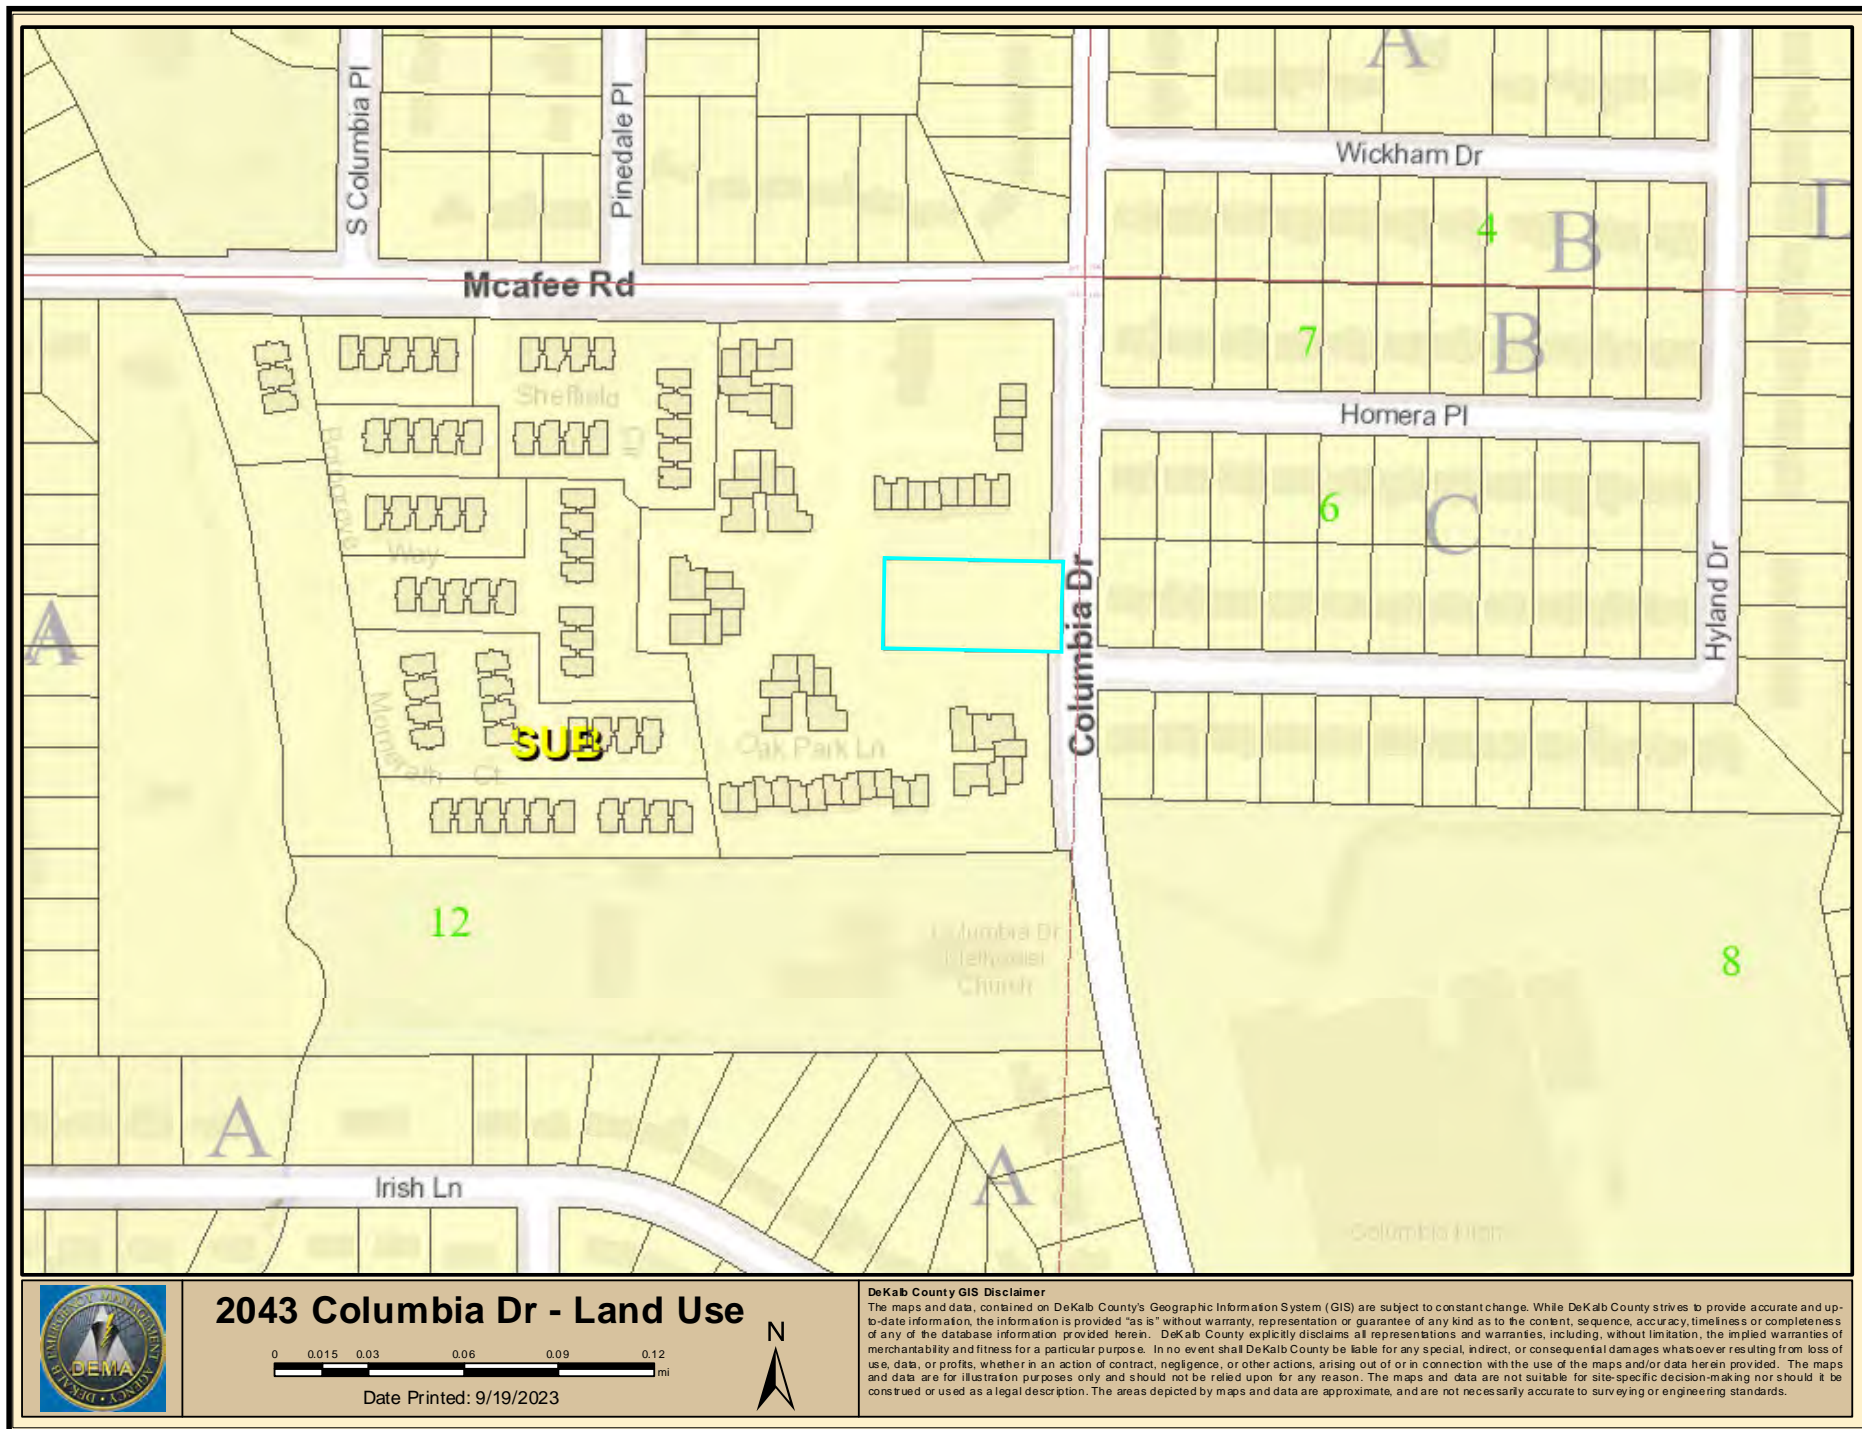 A
S Columbia Pl
Pinedale Pl
Wickham Dr
4
B
Mcafee Rd
7
B
Homera Pl
Sheffield
6
C
Way
Columbia Dr
Hyland Dr
A
SUB
Momerath Ct
Oak Park Ln
12
Columbia Dr
Methodist
Church
8
A
A
Irish Ln
Columbia High
DEKALB EMERGENCY MANAGEMENT AGENCY
DEMA
2043 Columbia Dr - Land Use
N
0 0.015 0.03 0.06 0.09 0.12
mi
Date Printed: 9/19/2023
DeKalb County GIS Disclaimer
The maps and data, contained on DeKalb County's Geographic Information System (GIS) are subject to constant change. While DeKalb County strives to provide accurate and up-
to-date information, the information is provided "as is" without warranty, representation or guarantee of any kind as to the content, sequence, accuracy, timeliness or completeness
of any of the database information provided herein. DeKalb County explicitly disclaims all representations and warranties, including, without limitation, the implied warranties of
merchantability and fitness for a particular purpose. In no event shall DeKalb County be liable for any special, indirect, or consequential damages whatsoever resulting from loss of
use, data, or profits, whether in an action of contract, negligence, or other actions, arising out of or in connection with the use of the maps and/or data herein provided. The maps
and data are for illustration purposes only and should not be relied upon for any reason. The maps and data are not suitable for site-specific decision-making nor should it be
construed or used as a legal description. The areas depicted by maps and data are approximate, and are not necessarily accurate to surveying or engineering standards.